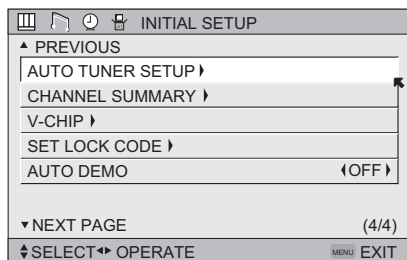 INITIAL SETUP
PREVIOUS
AUTO TUNER SETUP
CHANNEL SUMMARY
V-CHIP
SET LOCK CODE
AUTO DEMO OFF
NEXT PAGE (4/4)
SELECT OPERATE MENU EXIT